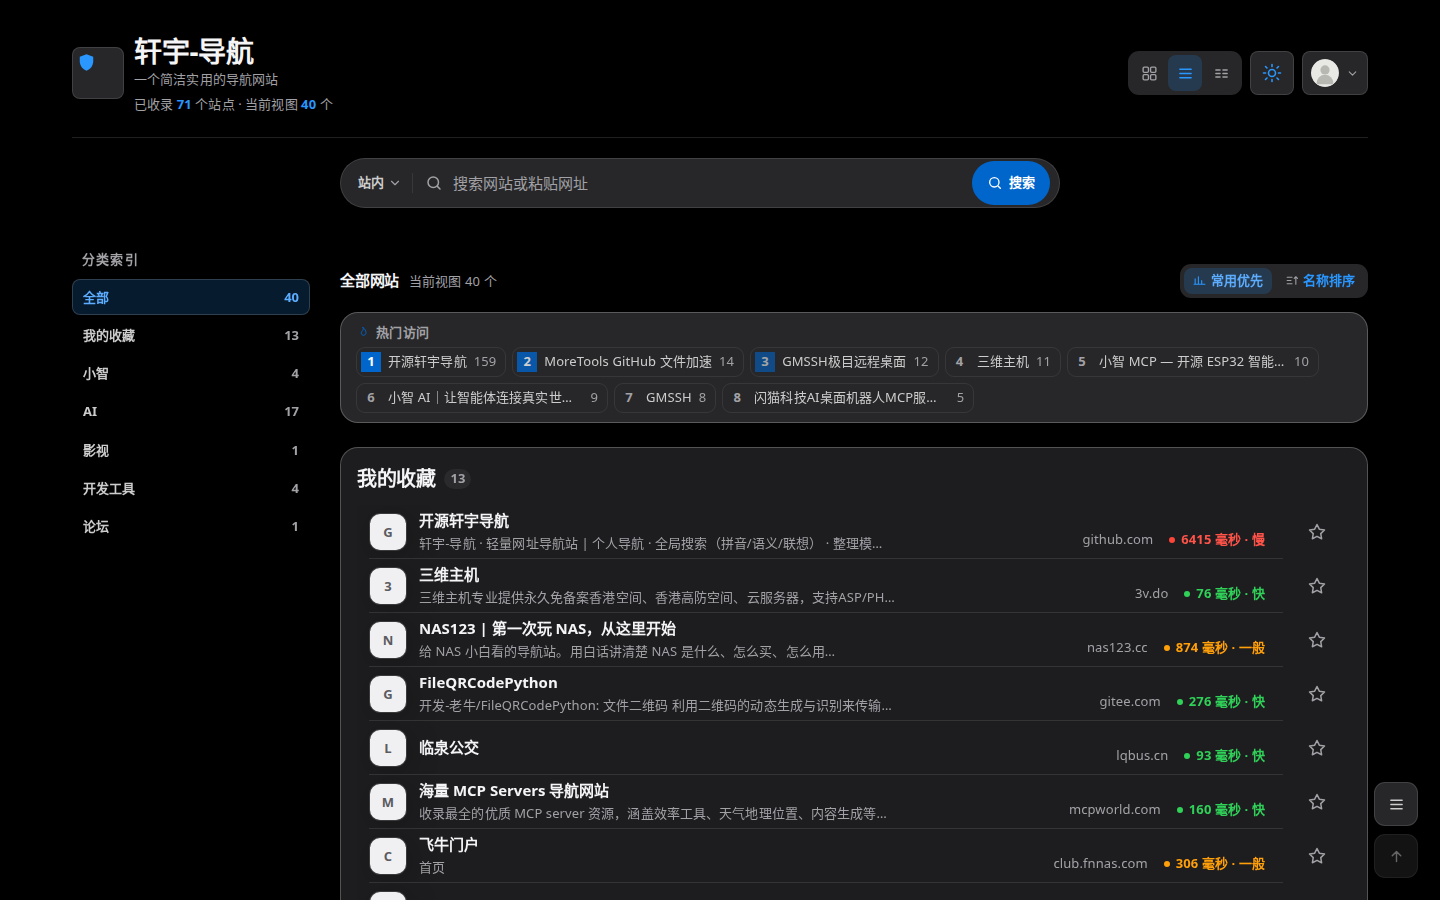 轩宇-导航
一个简洁实用的导航网站
已收录 71 个站点 · 当前视图 40 个
站内
搜索网站或粘贴网址
搜索
分类索引
全部 40
我的收藏 13
小智 4
AI 17
影视 1
开发工具 4
论坛 1
全部网站 当前视图 40 个
常用优先 名称排序
热门访问
1 开源轩宇导航 159
2 MoreTools GitHub 文件加速 14
3 GMSSH极目远程桌面 12
4 三维主机 11
5 小智 MCP — 开源 ESP32 智能... 10
6 小智 AI｜让智能体连接真实世... 9
7 GMSSH 8
8 闪猫科技AI桌面机器人MCP服... 5
我的收藏 13
G
开源轩宇导航
轩宇-导航 · 轻量网址导航站 | 个人导航 · 全局搜索（拼音/语义/联想） · 整理模...
github.com 6415 毫秒 · 慢
3
三维主机
三维主机专业提供永久免备案香港空间、香港高防空间、云服务器，支持ASP/PH...
3v.do 76 毫秒 · 快
N
NAS123 | 第一次玩 NAS，从这里开始
给 NAS 小白看的导航站。用白话讲清楚 NAS 是什么、怎么买、怎么用...
nas123.cc 874 毫秒 · 一般
G
FileQRCodePython
开发-老牛/FileQRCodePython: 文件二维码 利用二维码的动态生成与识别来传输...
gitee.com 276 毫秒 · 快
L
临泉公交
lqbus.cn 93 毫秒 · 快
M
海量 MCP Servers 导航网站
收录最全的优质 MCP server 资源，涵盖效率工具、天气地理位置、内容生成等...
mcpworld.com 160 毫秒 · 快
C
飞牛门户
首页
club.fnnas.com 306 毫秒 · 一般